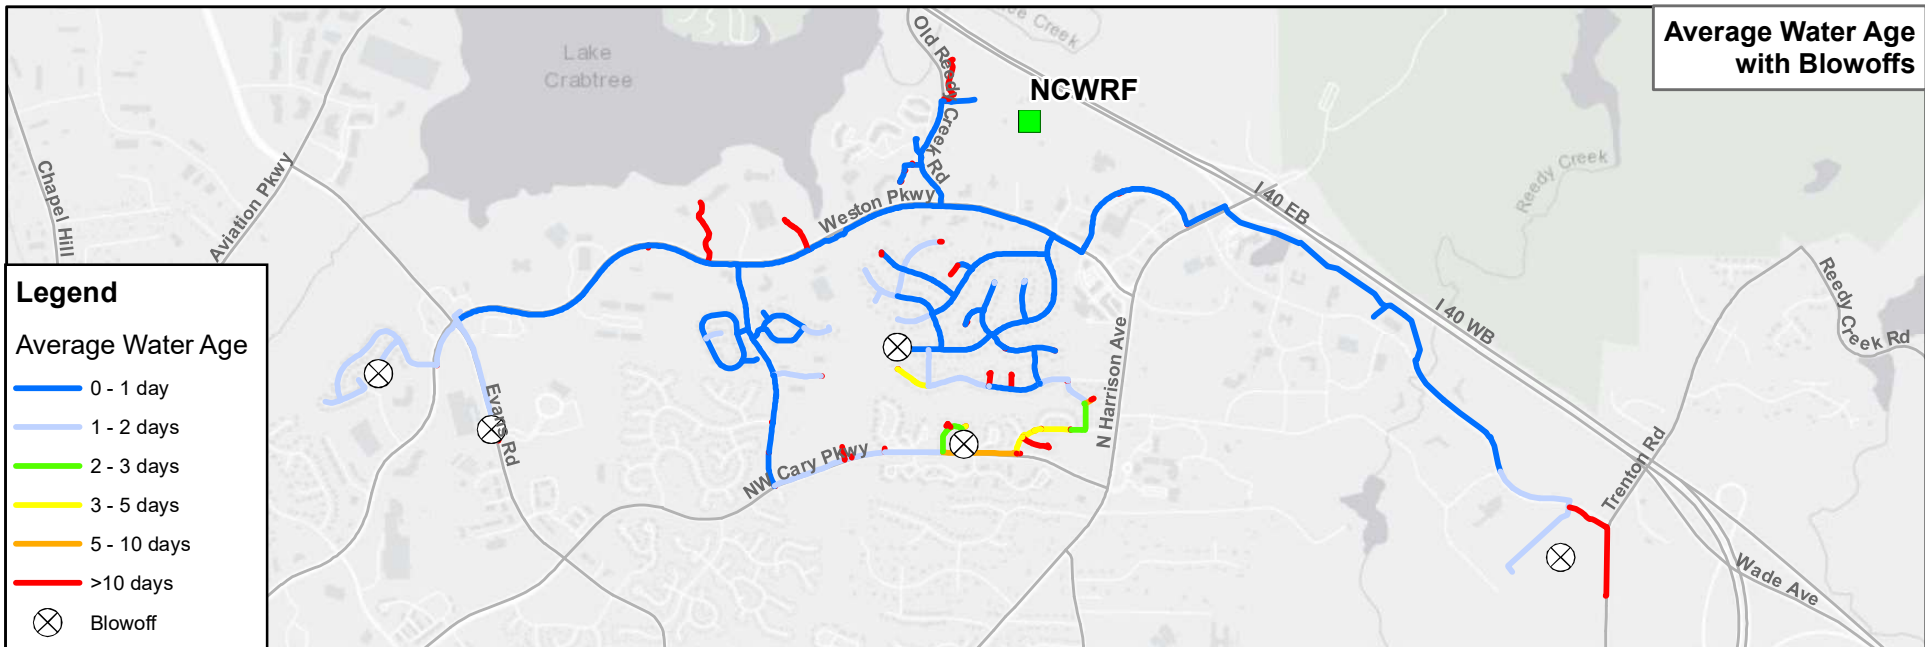 Average Water Age
with Blowoffs
Lake
Crabtree
Old Reedy Creek Rd
NCWRF
Chapel Hill
Aviation Pkwy
Weston Pkwy
I 40 EB
Reedy Creek
Reedy Creek Rd
I 40 WB
N Harrison Ave
Evans Rd
NW Cary Pkwy
Trenton Rd
Wade Ave
Legend
Average Water Age
0 - 1 day
1 - 2 days
2 - 3 days
3 - 5 days
5 - 10 days
>10 days
Blowoff